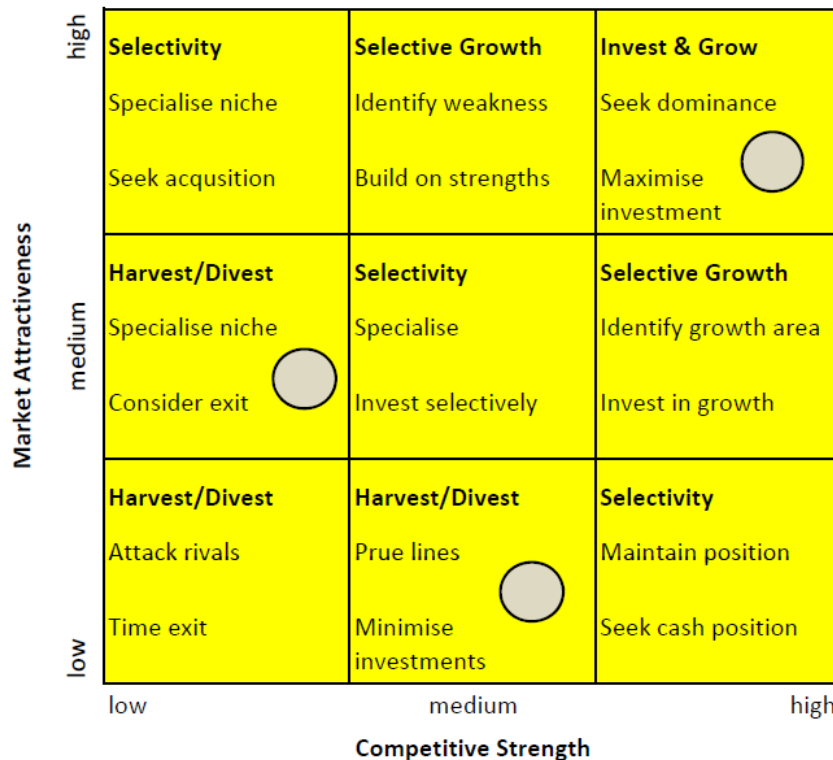 high
Selectivity
Specialise niche
Seek acqusition
Selective Growth
Identify weakness
Build on strengths
Invest & Grow
Seek dominance
Maximise
investment
Market Attractiveness
medium
Harvest/Divest
Specialise niche
Consider exit
Selectivity
Specialise
Invest selectively
Selective Growth
Identify growth area
Invest in growth
low
Harvest/Divest
Attack rivals
Time exit
Harvest/Divest
Prue lines
Minimise
investments
Selectivity
Maintain position
Seek cash position
low
medium
high
Competitive Strength